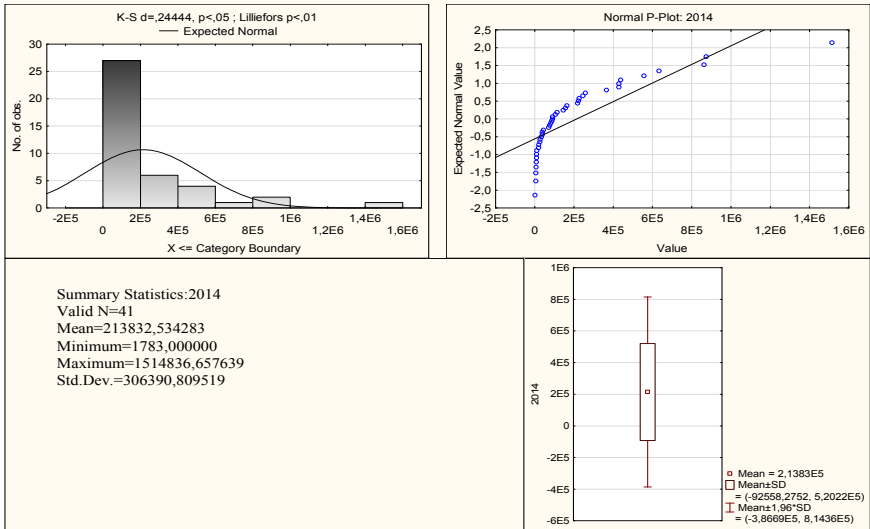 K-S d=,24444, p<,05 ; Lilliefors p<,01
Expected Normal
30
25
20
15
10
5
0
No. of obs.
-2E5 2E5 6E5 1E6 1,4E6
0 4E5 8E5 1,2E6 1,6E6
X <= Category Boundary
Normal P-Plot: 2014
2,5
2,0
1,5
1,0
0,5
0,0
-0,5
-1,0
-1,5
-2,0
-2,5
Expected Normal Value
-2E5 2E5 6E5 1E6 1,4E6
0 4E5 8E5 1,2E6 1,6E6
Value
Summary Statistics:2014
Valid N=41
Mean=213832,534283
Minimum=1783,000000
Maximum=1514836,657639
Std.Dev.=306390,809519
1E6
8E5
6E5
4E5
2E5
0
-2E5
-4E5
-6E5
2014
Mean = 2,1383E5
Mean±SD
= (-92558,2752, 5,2022E5)
Mean±1,96*SD
= (-3,8669E5, 8,1436E5)